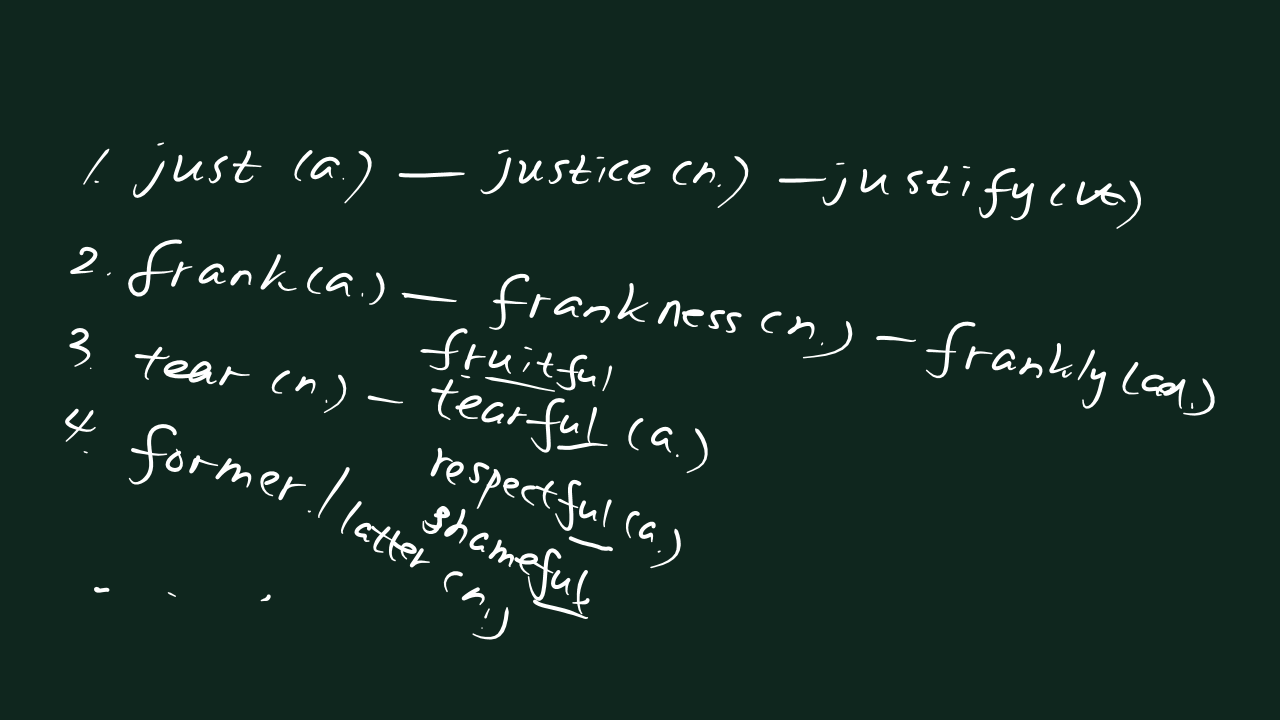 1. just (a.) — justice (n.) — justify (vt)
2. frank (a.) — frankness (n.) — frankly (ad.)
fruitful
3. tear (n.) — tearful (a.)
respectful (a.)
4. former. / latter (n.)
shameful